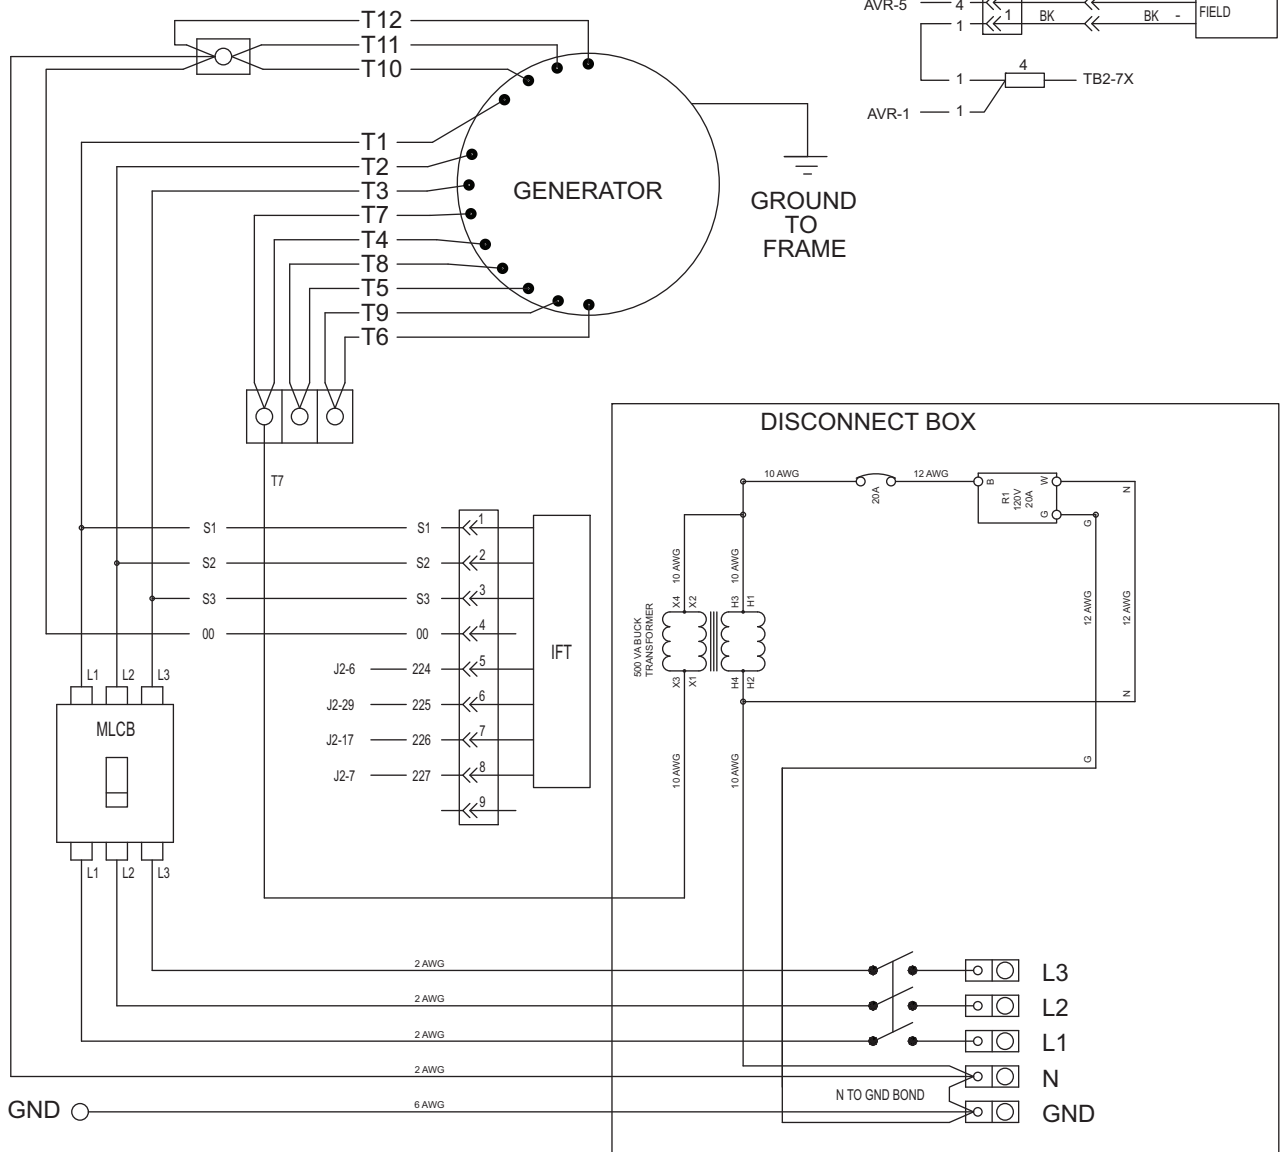 T12
T11
T10
T1
T2
T3
T7
T4
T8
T5
T9
T6
GENERATOR
GROUND
TO
FRAME
AVR-5 4
1 1 BK BK -
FIELD
4
1 TB2-7X
AVR-1 1
T7
S1 S1 1
S2 S2 2
S3 S3 3
00 00 4
J2-6 224 5
J2-29 225 6
J2-17 226 7
J2-7 227 8
9
IFT
L1 L2 L3
MLCB
L1 L2 L3
DISCONNECT BOX
10 AWG
20A
12 AWG
B W
R1
120V
20A
G
N
G
10 AWG
10 AWG
12 AWG
12 AWG
X4 X2 H3 H1
500 VA BUCK
TRANSFORMER
X3 X1 H4 H2
N
G
10 AWG
10 AWG
2 AWG L3
2 AWG L2
2 AWG L1
2 AWG N
N TO GND BOND
GND 6 AWG GND